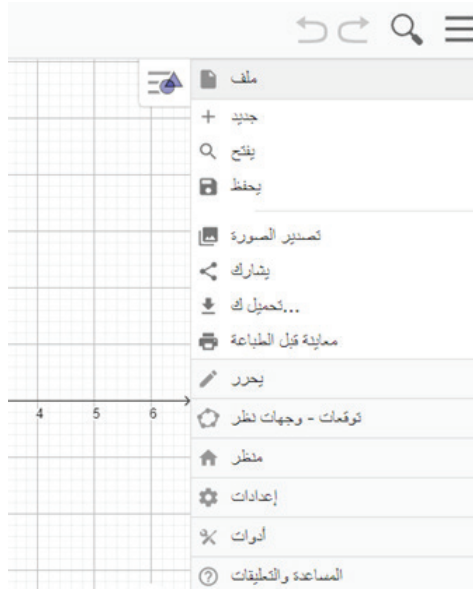 ملف
جديد
يفتح
يحفظ
تصدير الصورة
يشارك
تحميل ك...
معاينة قبل الطباعة
يحرر
توقعات - وجهات نظر
منظر
إعدادات
أدوات
المساعدة والتعليقات
4 5 6